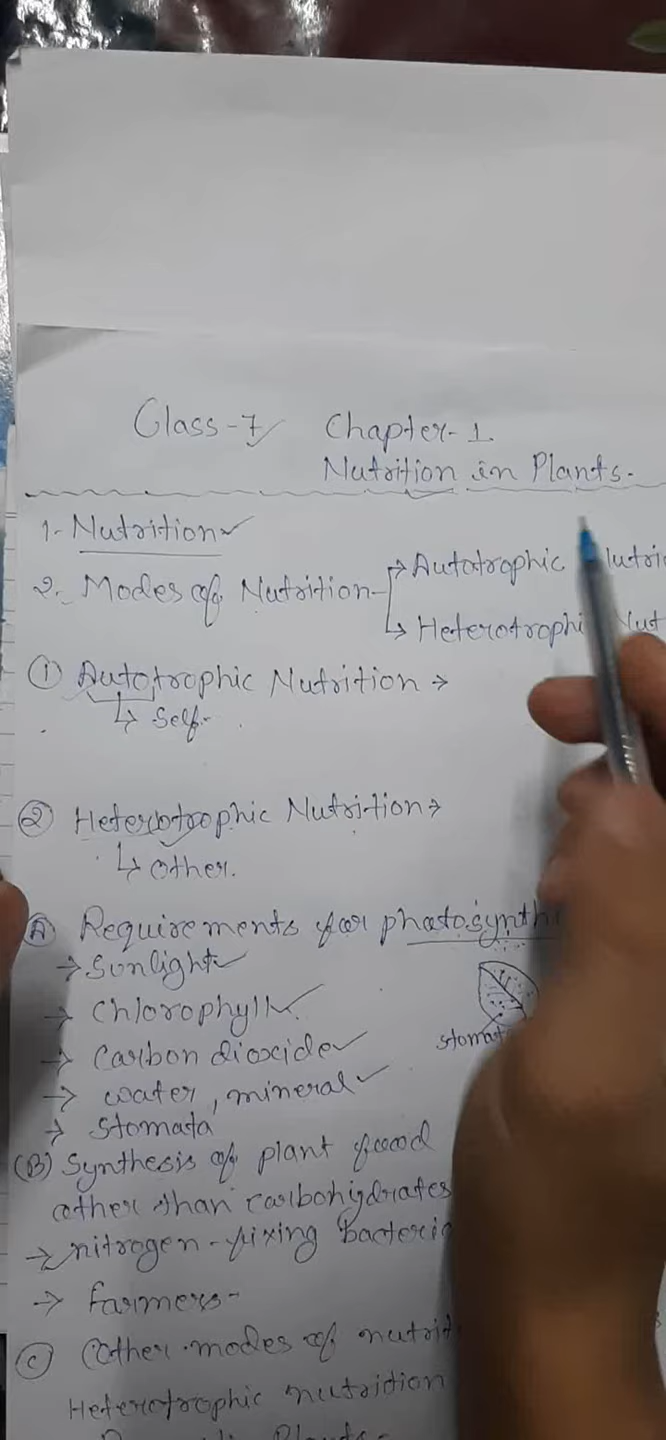 Class-7 Chapter-1
Nutrition in Plants.
1. Nutrition
2. Modes of Nutrition → Autotrophic
→ Heterotrophi
① Autotrophic Nutrition →
↳ Self.
② Heterotrophic Nutrition →
↳ Other.
Ⓐ Requirements for photosynth
→ Sunlight
→ Chlorophyll
→ Carbon dioxide
→ water, mineral
→ Stomata
Stomat
(B) Synthesis of plant food
other than carbohydrates
→ nitrogen-fixing bacteria
→ farmers-
Ⓒ Other modes of nutrit
Heterotrophic nutrition